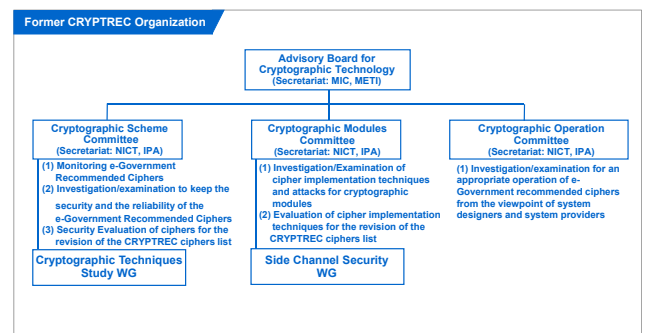 Former CRYPTREC Organization
Advisory Board for
Cryptographic Technology
(Secretariat: MIC, METI)
Cryptographic Scheme
Committee
(Secretariat: NICT, IPA)
(1) Monitoring e-Government
Recommended Ciphers
(2) Investigation/examination to keep the
security and the reliability of the
e-Government Recommended Ciphers
(3) Security Evaluation of ciphers for the
revision of the CRYPTREC ciphers list
Cryptographic Techniques
Study WG
Cryptographic Modules
Committee
(Secretariat: NICT, IPA)
(1) Investigation/Examination of
cipher implementation techniques
and attacks for cryptographic
modules
(2) Evaluation of cipher implementation
techniques for the revision of the
CRYPTREC ciphers list
Side Channel Security
WG
Cryptographic Operation
Committee
(Secretariat: NICT, IPA)
(1) Investigation/examination for an
appropriate operation of e-
Government recommended ciphers
from the viewpoint of system
designers and system providers